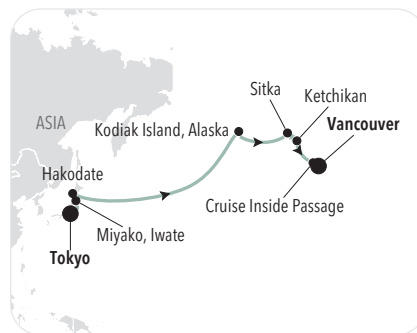 Sitka
Ketchikan
Vancouver
ASIA
Kodiak Island, Alaska
Hakodate
Cruise Inside Passage
Miyako, Iwate
Tokyo